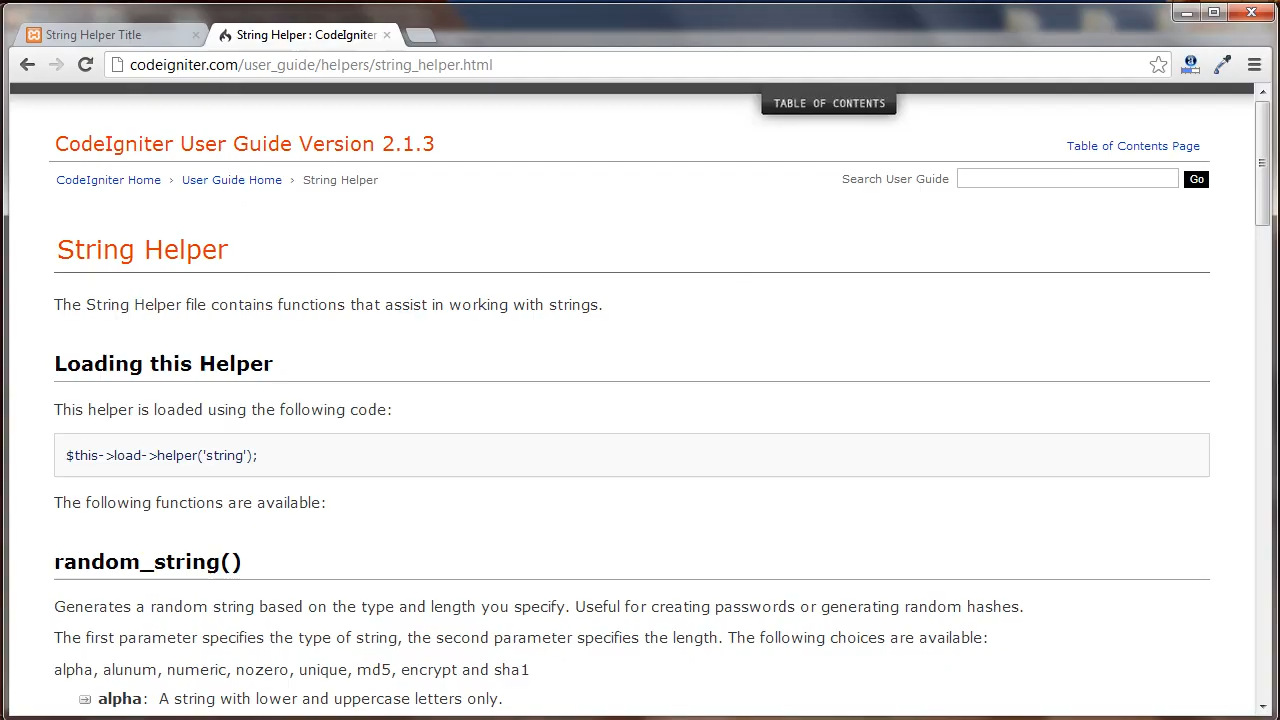 String Helper Title
String Helper : CodeIgniter
codeigniter.com/user_guide/helpers/string_helper.html
TABLE OF CONTENTS
CodeIgniter User Guide Version 2.1.3
Table of Contents Page
CodeIgniter Home › User Guide Home › String Helper
Search User Guide
Go
String Helper
The String Helper file contains functions that assist in working with strings.
Loading this Helper
This helper is loaded using the following code:
$this->load->helper('string');
The following functions are available:
random_string()
Generates a random string based on the type and length you specify. Useful for creating passwords or generating random hashes.
The first parameter specifies the type of string, the second parameter specifies the length. The following choices are available:
alpha, alunum, numeric, nozero, unique, md5, encrypt and sha1
alpha: A string with lower and uppercase letters only.